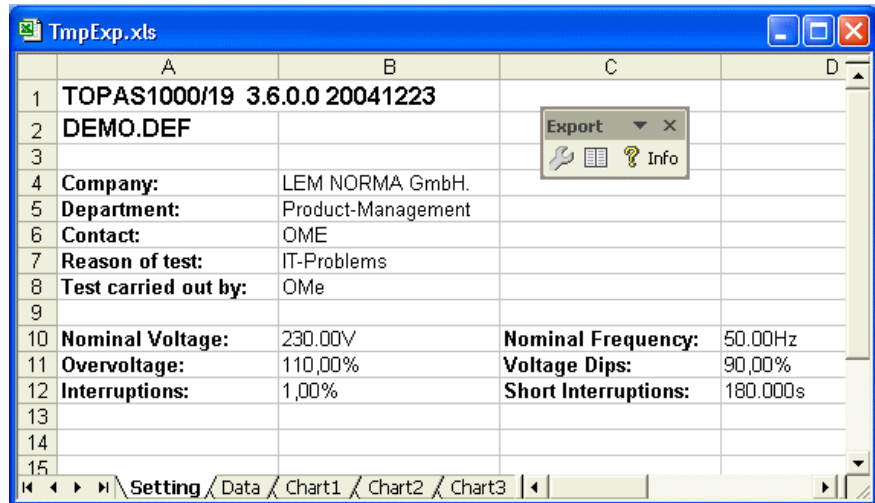 TmpExp.xls
A B C D
1 TOPAS1000/19 3.6.0.0 20041223
2 DEMO.DEF
Export
3
Info
4 Company: LEM NORMA GmbH.
5 Department: Product-Management
6 Contact: OME
7 Reason of test: IT-Problems
8 Test carried out by: OMe
9
10 Nominal Voltage: 230.00V Nominal Frequency: 50.00Hz
11 Overvoltage: 110,00% Voltage Dips: 90,00%
12 Interruptions: 1,00% Short Interruptions: 180.000s
13
14
15
Setting Data Chart1 Chart2 Chart3